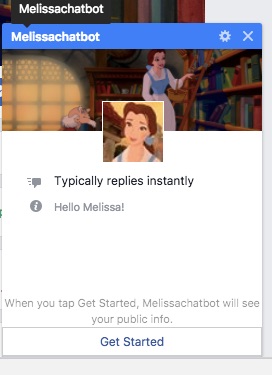 Melissachatbot
Melissachatbot
Typically replies instantly
Hello Melissa!
When you tap Get Started, Melissachatbot will see
your public info.
Get Started